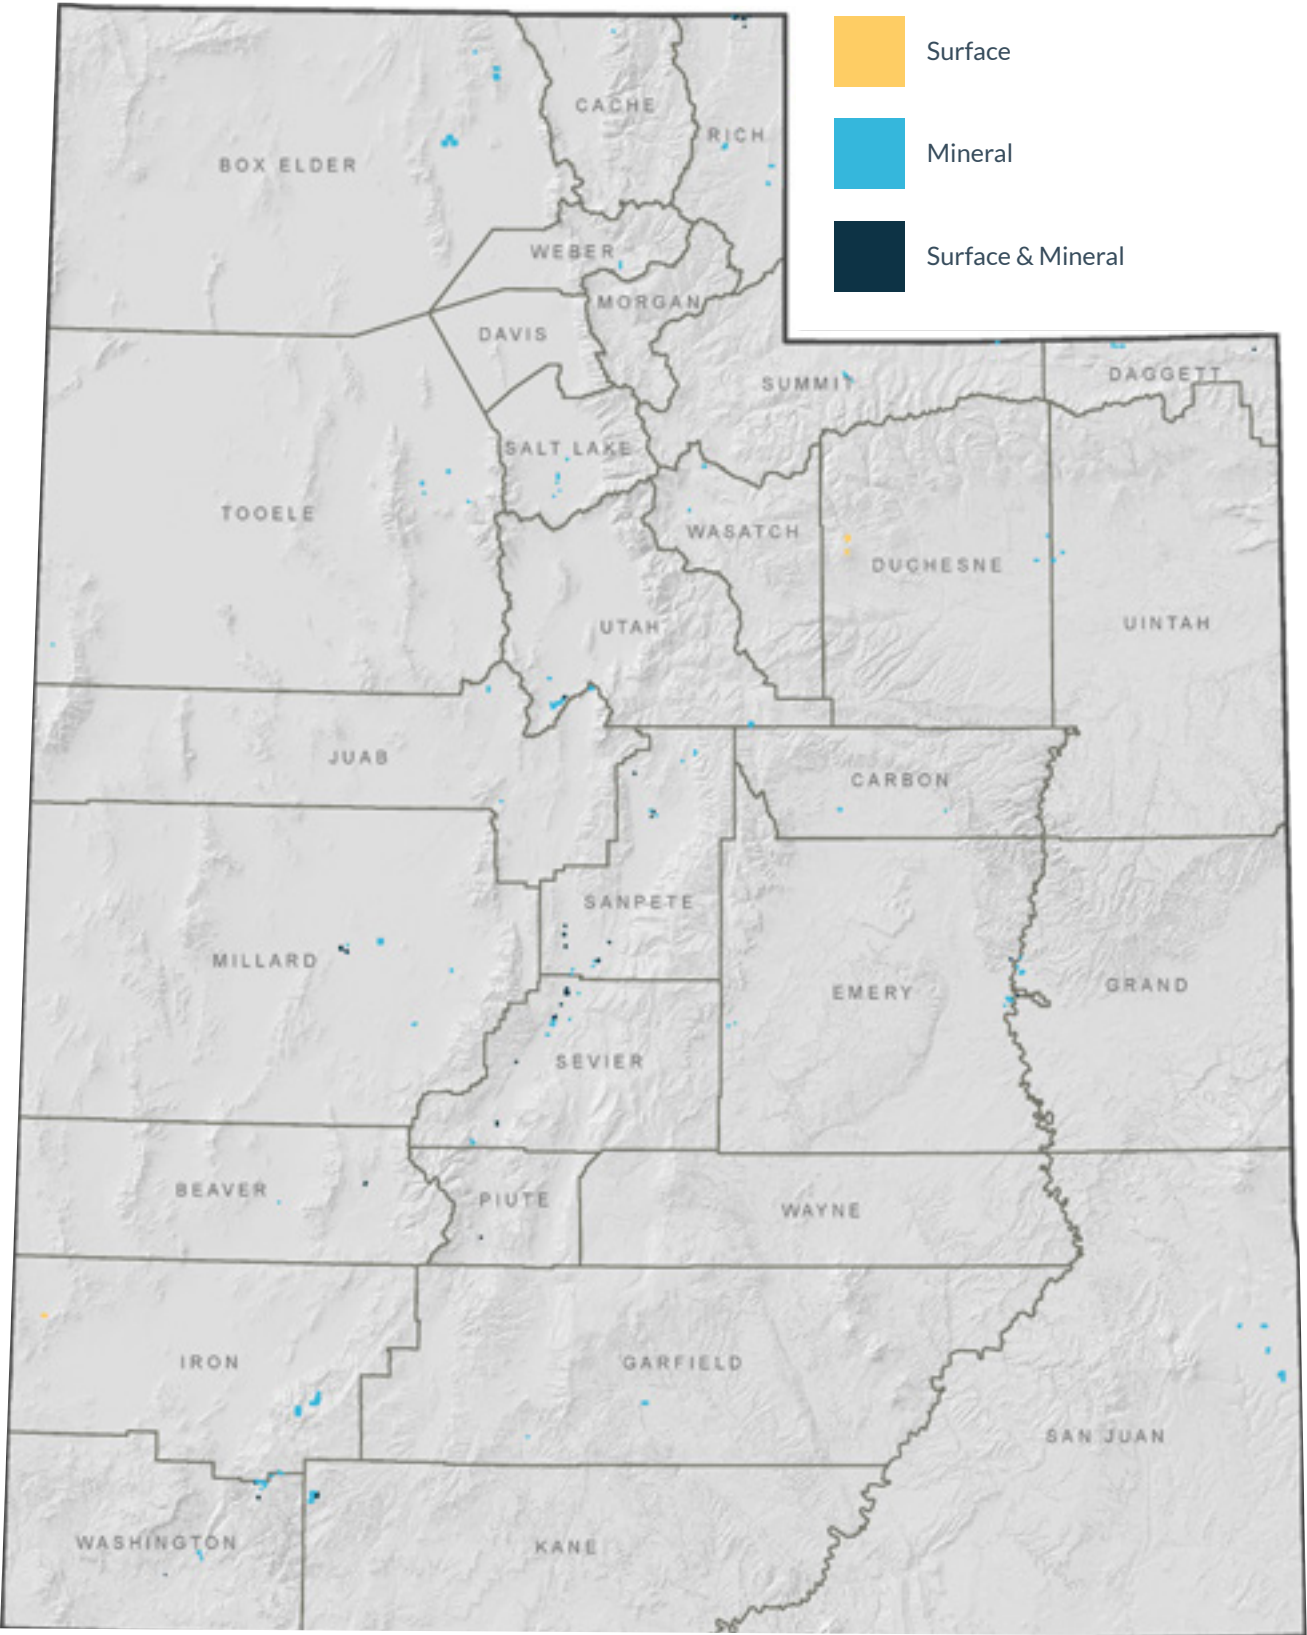 Surface
Mineral
Surface & Mineral
CACHE
RICH
BOX ELDER
WEBER
MORGAN
DAVIS
SUMMIT
DAGGETT
SALT LAKE
TOOELE
WASATCH
DUCHESNE
UTAH
UINTAH
JUAB
CARBON
SANPETE
MILLARD
EMERY
GRAND
SEVIER
BEAVER
PIUTE
WAYNE
IRON
GARFIELD
SAN JUAN
WASHINGTON
KANE